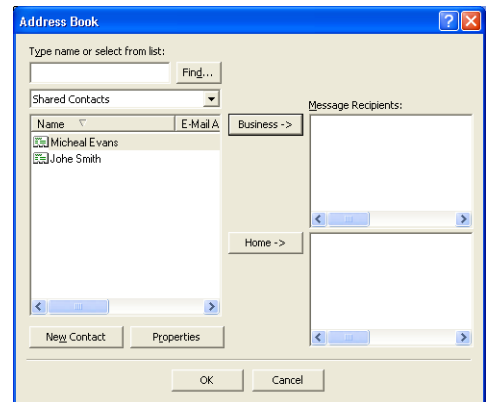 Address Book
Type name or select from list:
Find...
Shared Contacts
Message Recipients:
Name E-Mail A
Business ->
Micheal Evans
Johe Smith
Home ->
New Contact Properties
OK Cancel